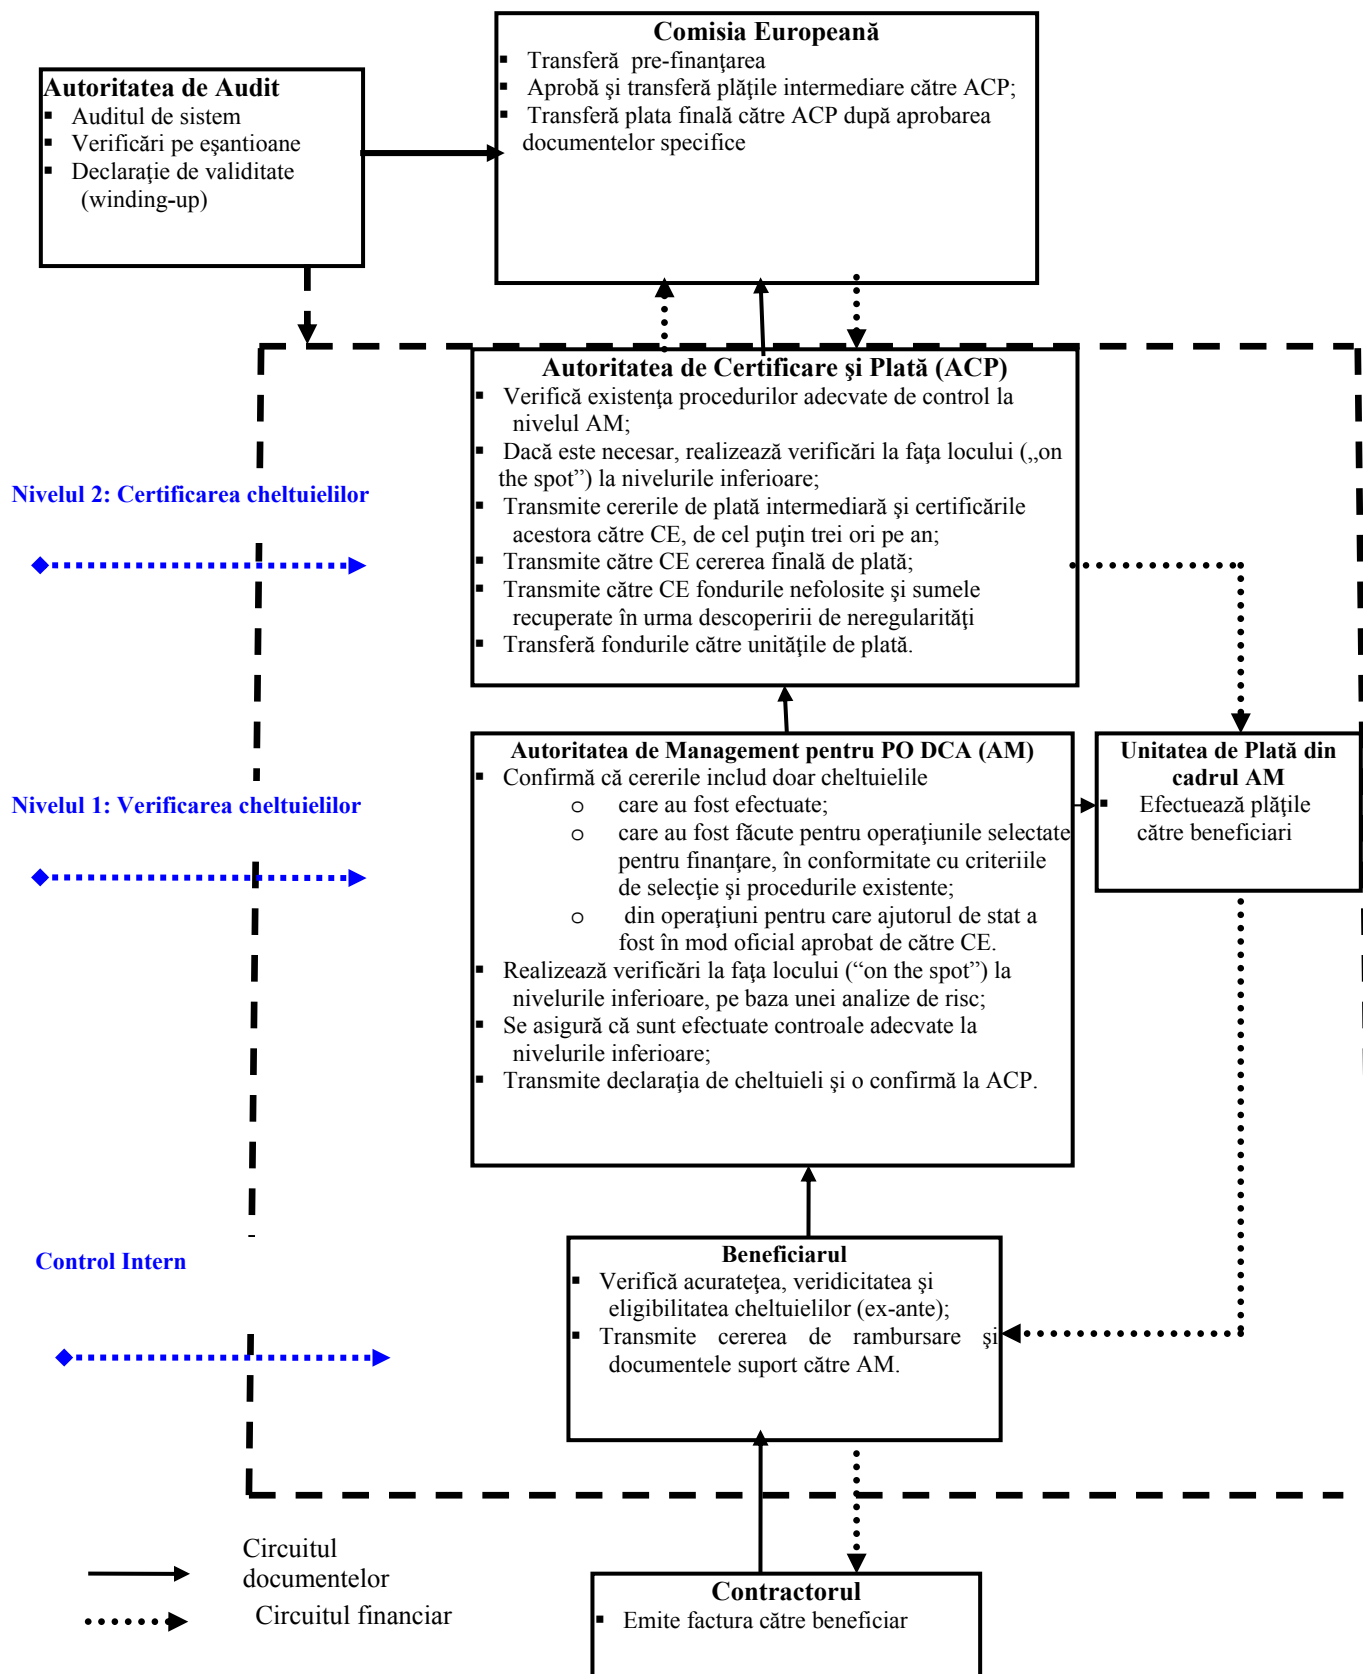 Comisia Europeană
▪ Transferă pre-finanţarea
▪ Aprobă şi transferă plăţile intermediare către ACP;
▪ Transferă plata finală către ACP după aprobarea
documentelor specifice
Autoritatea de Audit
▪ Auditul de sistem
▪ Verificări pe eşantioane
▪ Declaraţie de validitate
(winding-up)
Autoritatea de Certificare şi Plată (ACP)
▪ Verifică existenţa procedurilor adecvate de control la
nivelul AM;
▪ Dacă este necesar, realizează verificări la faţa locului („on
the spot”) la nivelurile inferioare;
▪ Transmite cererile de plată intermediară şi certificările
acestora către CE, de cel puţin trei ori pe an;
▪ Transmite către CE cererea finală de plată;
▪ Transmite către CE fondurile nefolosite şi sumele
recuperate în urma descoperirii de neregularităţi
▪ Transferă fondurile către unităţile de plată.
Nivelul 2: Certificarea cheltuielilor
Autoritatea de Management pentru PO DCA (AM)
▪ Confirmă că cererile includ doar cheltuielile
o care au fost efectuate;
o care au fost făcute pentru operaţiunile selectate
pentru finanţare, în conformitate cu criteriile
de selecţie şi procedurile existente;
o din operaţiuni pentru care ajutorul de stat a
fost în mod oficial aprobat de către CE.
▪ Realizează verificări la faţa locului (“on the spot”) la
nivelurile inferioare, pe baza unei analize de risc;
▪ Se asigură că sunt efectuate controale adecvate la
nivelurile inferioare;
▪ Transmite declaraţia de cheltuieli şi o confirmă la ACP.
Unitatea de Plată din
cadrul AM
▪ Efectuează plăţile
către beneficiari
Nivelul 1: Verificarea cheltuielilor
Beneficiarul
▪ Verifică acurateţea, veridicitatea şi
eligibilitatea cheltuielilor (ex-ante);
▪ Transmite cererea de rambursare şi
documentele suport către AM.
Control Intern
Contractorul
▪ Emite factura către beneficiar
Circuitul
documentelor
Circuitul financiar